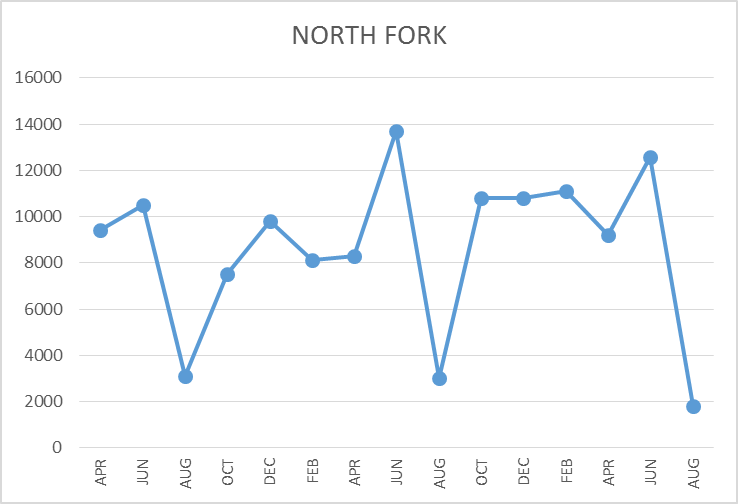 NORTH FORK
16000
14000
12000
10000
8000
6000
4000
2000
0
APR
JUN
AUG
OCT
DEC
FEB
APR
JUN
AUG
OCT
DEC
FEB
APR
JUN
AUG